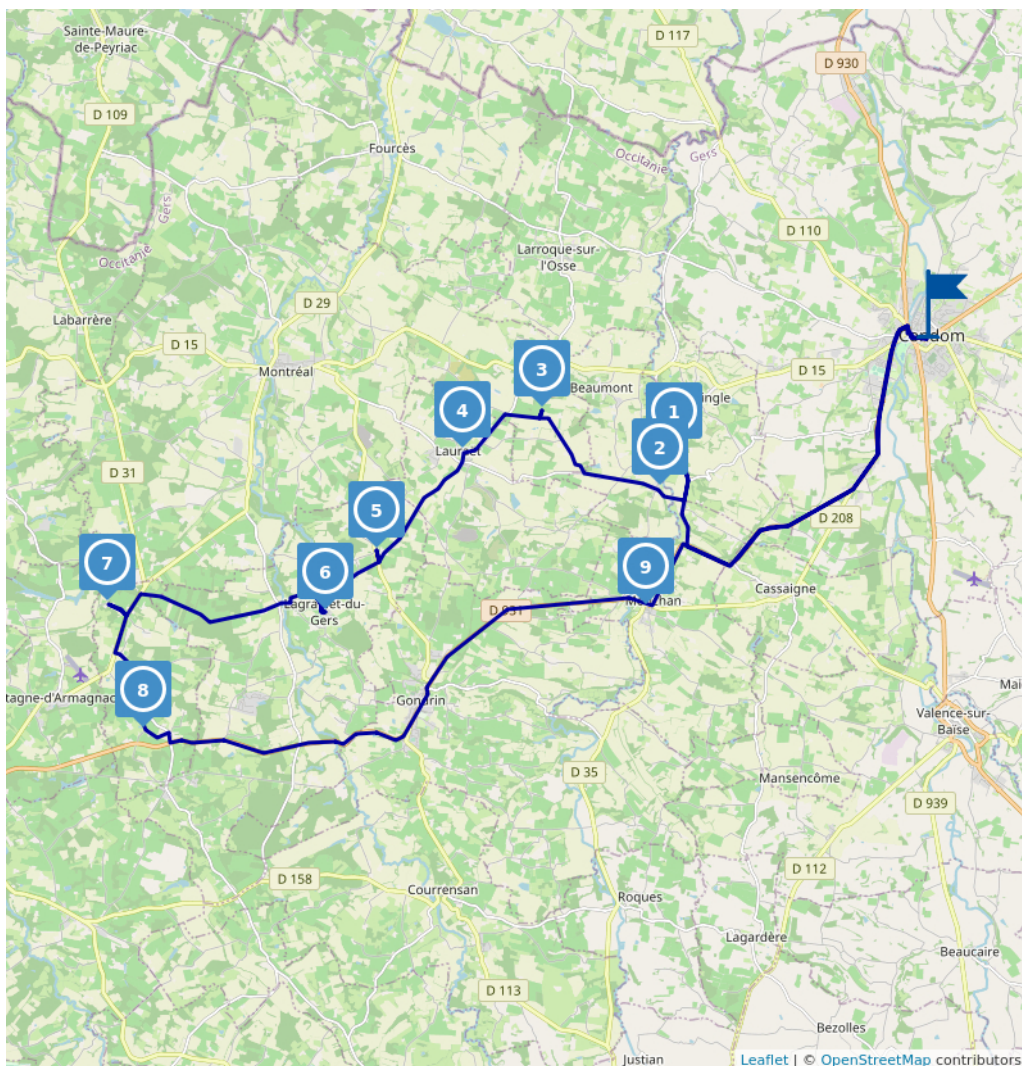 Sainte-Maure-
de-Peyriac
D 117
D 930
D 109
Fourcès
Occitanie
Gers
Gers
D 110
Occitanie
Larroque-sur-
l'Osse
D 29
Labarrère
Condom
D 15
Montréal
D 15
3
Beaumont
1
4
2
D 31
5
D 208
7
6
9
Cassaigne
Gers
D 931
8
Gondrin
Valence-sur-
Baïse
D 35
Mansencôme
D 939
D 158
Courrensan
Roques
D 112
Lagardère
Beaucaire
D 113
Bezolles
Justian
Leaflet | © OpenStreetMap contributors